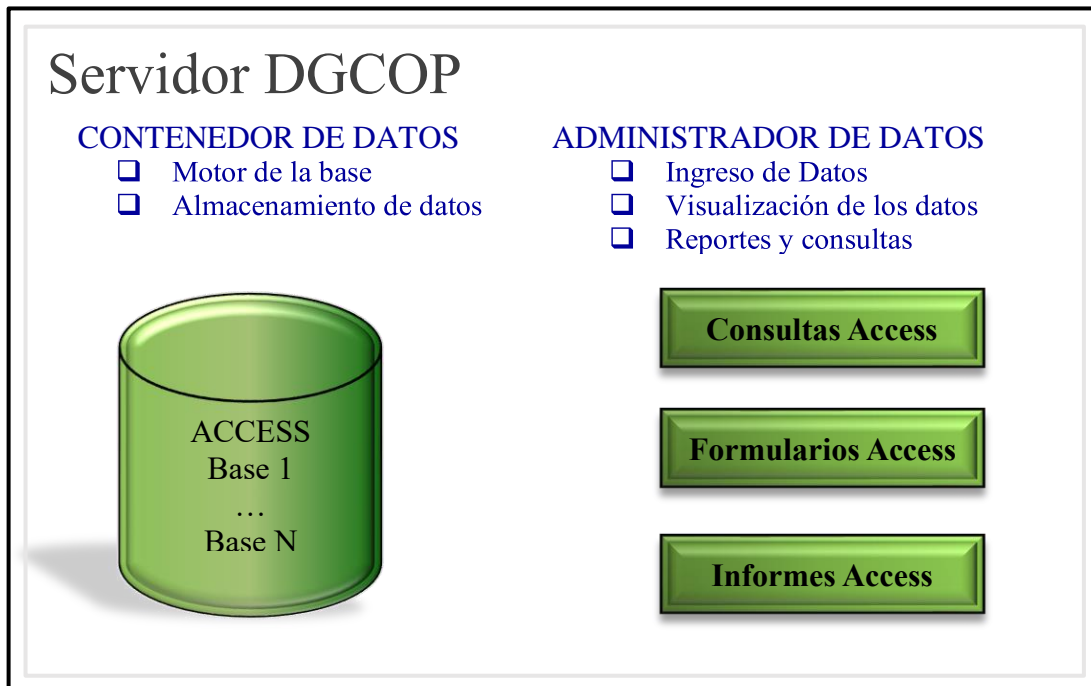 Servidor DGCOP
CONTENEDOR DE DATOS
❑ Motor de la base
❑ Almacenamiento de datos
ADMINISTRADOR DE DATOS
❑ Ingreso de Datos
❑ Visualización de los datos
❑ Reportes y consultas
ACCESS
Base 1
…
Base N
Consultas Access
Formularios Access
Informes Access